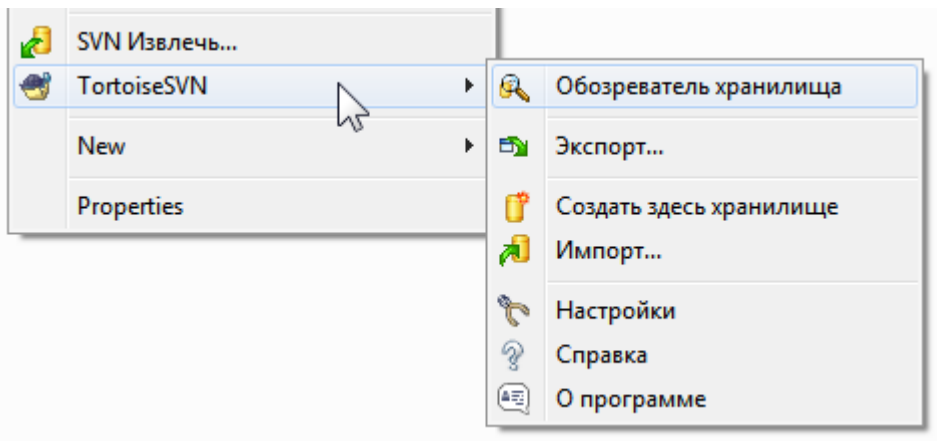 SVN Извлечь...
TortoiseSVN
New
Properties
Обозреватель хранилища
Экспорт...
Создать здесь хранилище
Импорт...
Настройки
Справка
О программе